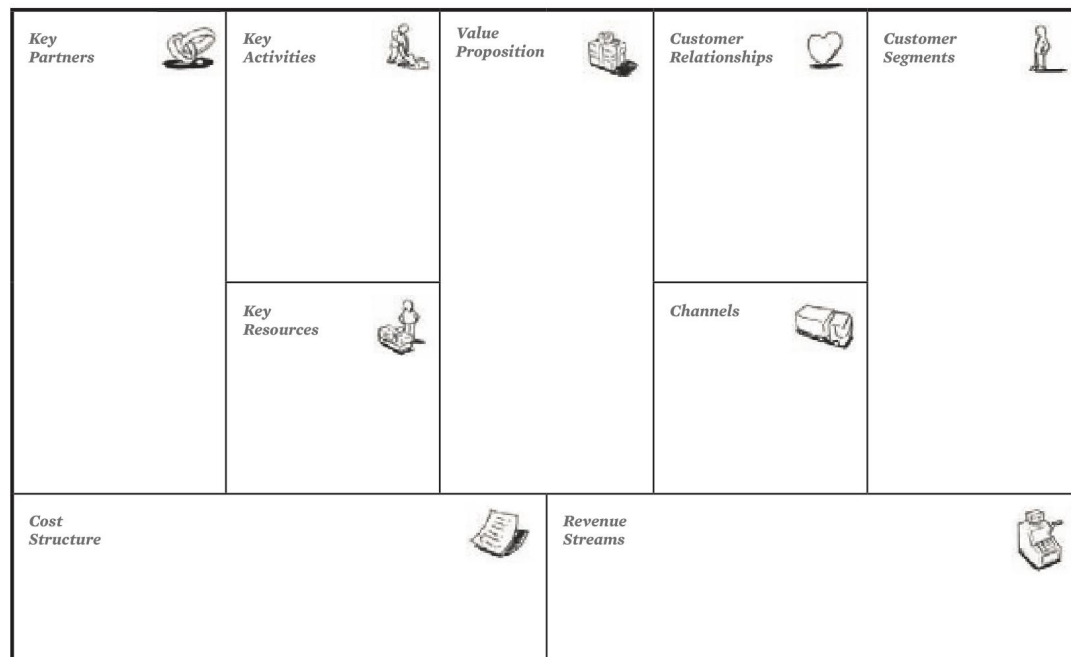 Key
Partners
Key
Activities
Value
Proposition
Customer
Relationships
Customer
Segments
Key
Resources
Channels
Cost
Structure
Revenue
Streams